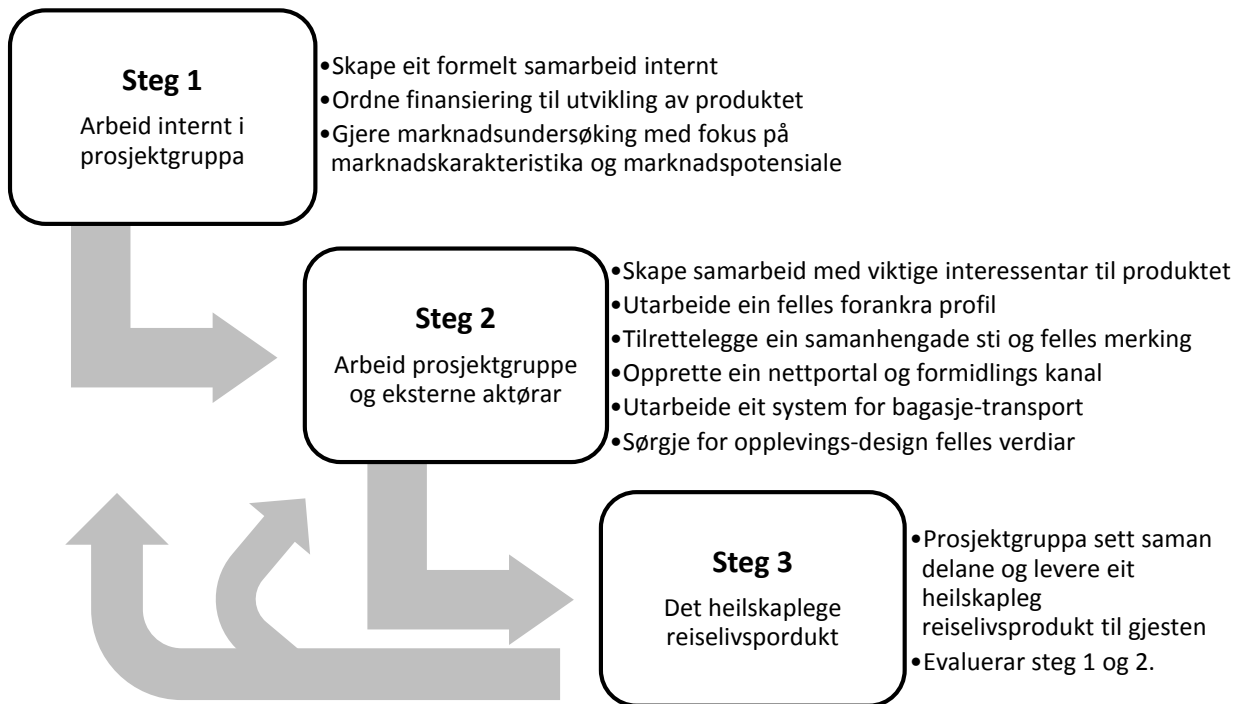 Steg 1
Arbeid internt i
prosjektgruppa
•Skape eit formelt samarbeid internt
•Ordne finansiering til utvikling av produktet
•Gjere marknadsundersøking med fokus på
marknadskarakteristika og marknadspotensiale
Steg 2
Arbeid prosjektgruppe
og eksterne aktørar
•Skape samarbeid med viktige interessentar til produktet
•Utarbeide ein felles forankra profil
•Tilrettelegge ein samanhengade sti og felles merking
•Opprette ein nettportal og formidlings kanal
•Utarbeide eit system for bagasje-transport
•Sørgje for opplevings-design felles verdiar
Steg 3
Det heilskaplege
reiselivspordukt
•Prosjektgruppa sett saman
delane og levere eit
heilskapleg
reiselivsprodukt til gjesten
•Evaluerar steg 1 og 2.